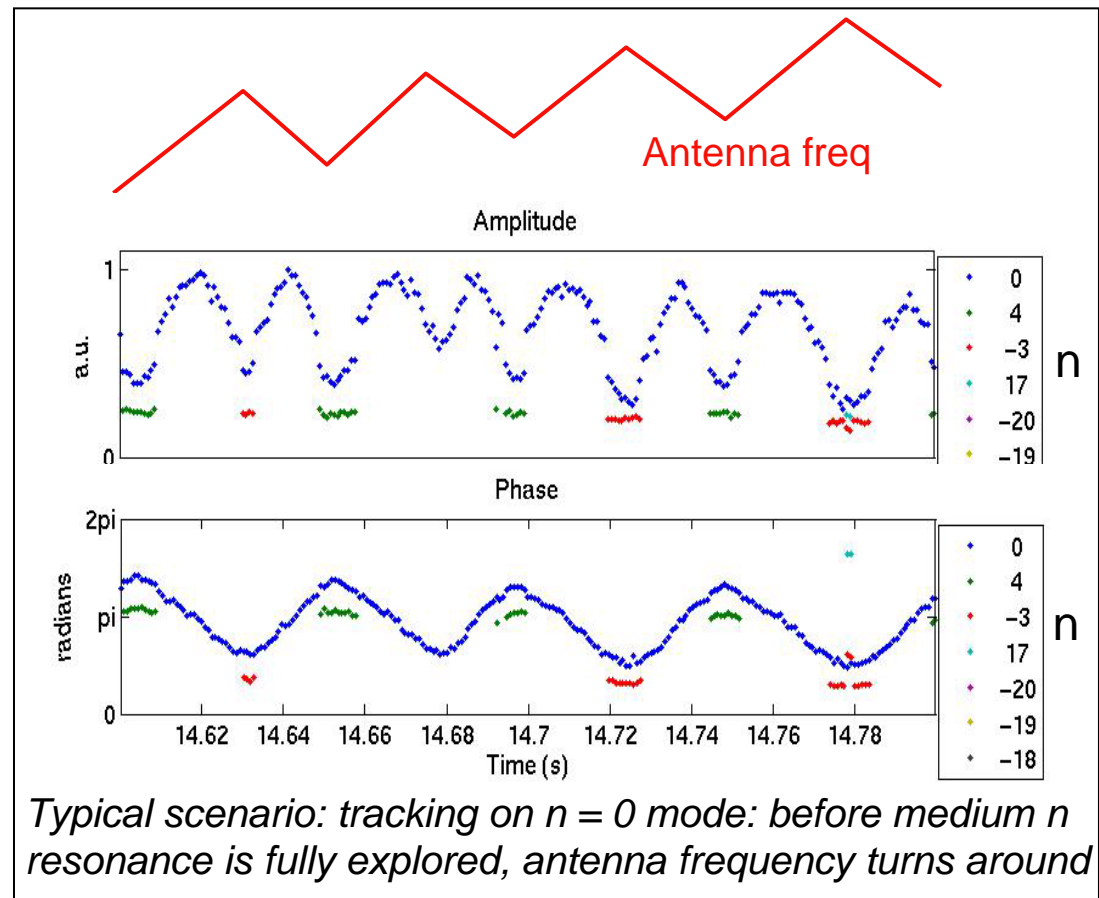 Antenna freq
Amplitude
1
a.u.
0
0
4
-3
17
-20
-19
n
Phase
2pi
radians
pi
0
14.62 14.64 14.66 14.68 14.7 14.72 14.74 14.76 14.78
Time (s)
0
4
-3
17
-20
-19
-18
n
Typical scenario: tracking on n = 0 mode: before medium n
resonance is fully explored, antenna frequency turns around